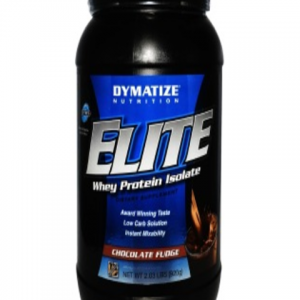 DYMATIZE
NUTRITION
ELITE
Whey Protein Isolate
Award Winning Taste
Low Carb Solution
Instant Mixability
CHOCOLATE FUDGE